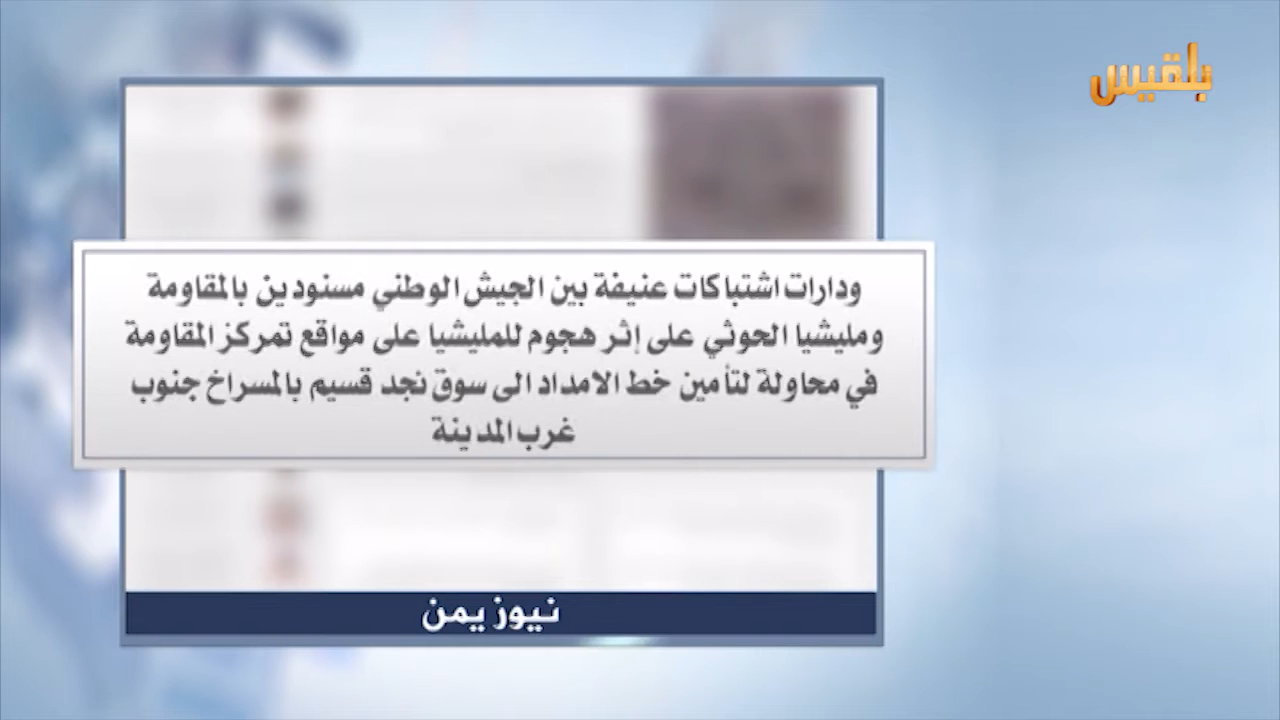 بلقيس
ودارات اشتباكات عنيفة بين الجيش الوطني مسنودين بالمقاومة
ومليشيا الحوثي على إثر هجوم للمليشيا على مواقع تمركز المقاومة
في محاولة لتأمين خط الامداد الى سوق نجد قسيم بالمسراخ جنوب
غرب المدينة
نيوز يمن